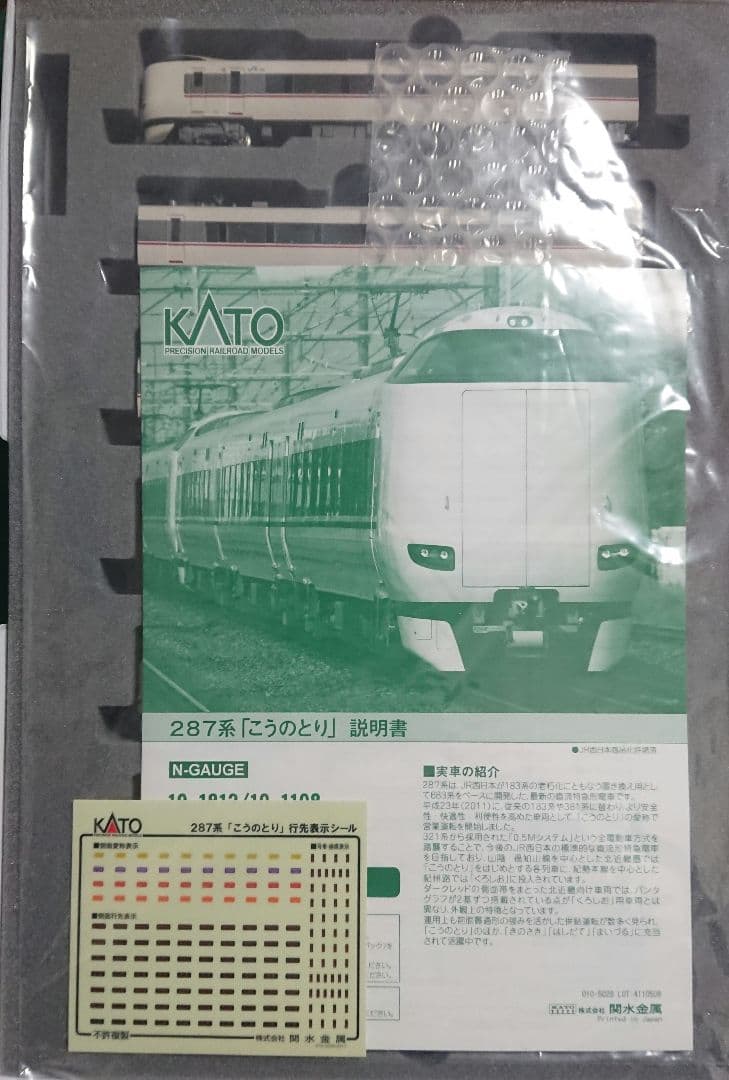 KATO
PRECISION RAILROAD MODELS
287系「こうのとり」 説明書
●JR西日本商品化許諾済
N-GAUGE
■実車の紹介
287系は、JR西日本が183系の老朽化にともなう置き換え用とし
て683系をベースに開発した、最新の直流特急形電車です。
平成23年(2011)に、従来の183系や381系に替わり、より安全
性・快適性・利便性を高めた車両として、「こうのとり」の愛称で
営業運転を開始しました。
321系から採用された「0.5Mシステム」という全電動車方式を
踏襲することで、今後の、JR西日本の標準的な直流形特急電車
を目指しており、山陰・福知山線を中心とした北近畿圏では
「こうのとり」をはじめとする各列車に、紀勢本線を中心とした
紀州路では「くろしお」に投入されています。
ダークレッドの側面帯をまとった北近畿向け車両では、パンタ
グラフが2基ずつ搭載されている点が「くろしお」用車両とは
異なり、外観上の特徴となっています。
運用上も前面貫通形の強みを活かした併結運転が数多く見られ、
「こうのとり」のほか、「きのさき」「はしだて」「まいづる」に充当
されて活躍中です。
010-5028 LOT 4110508
KATO 株式会社 関水金属
Printed in Japan
KATO
287系「こうのとり」行先表示シール
■側面愛称表示
■側面行先表示
不許複製
株式会社 関水金属